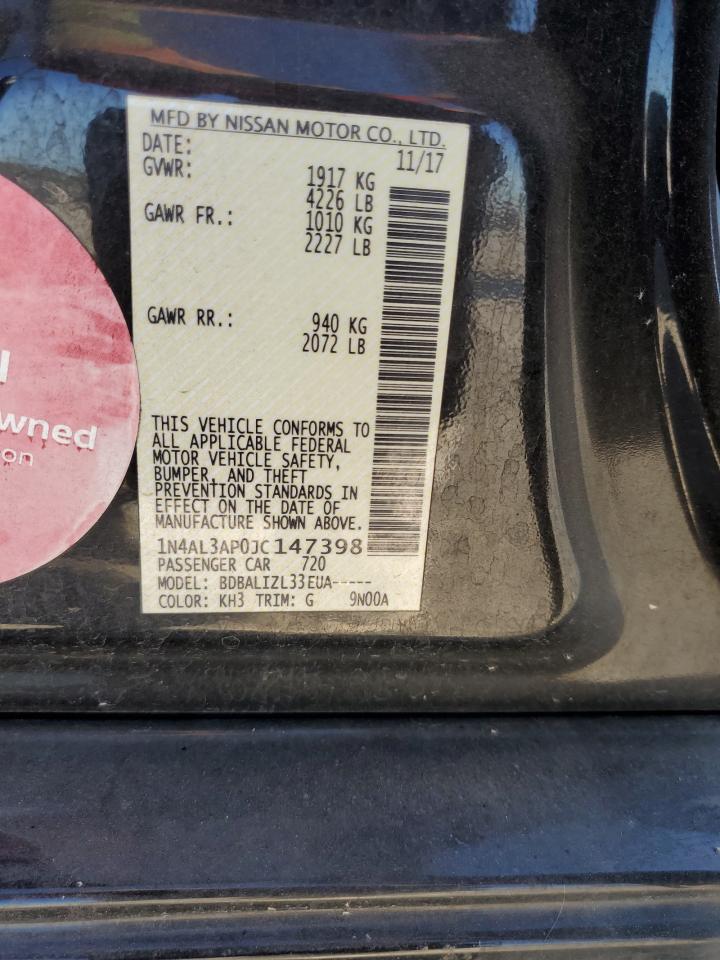 MFD BY NISSAN MOTOR CO., LTD.
DATE: 11/17
GVWR: 1917 KG
4226 LB
GAWR FR.: 1010 KG
2227 LB
GAWR RR.: 940 KG
2072 LB
THIS VEHICLE CONFORMS TO
ALL APPLICABLE FEDERAL
MOTOR VEHICLE SAFETY,
BUMPER, AND THEFT
PREVENTION STANDARDS IN
EFFECT ON THE DATE OF
MANUFACTURE SHOWN ABOVE.
1N4AL3AP0JC147398
PASSENGER CAR 720
MODEL: BDBALIZL33EUA-----
COLOR: KH3 TRIM: G 9N00A
l
wned
on